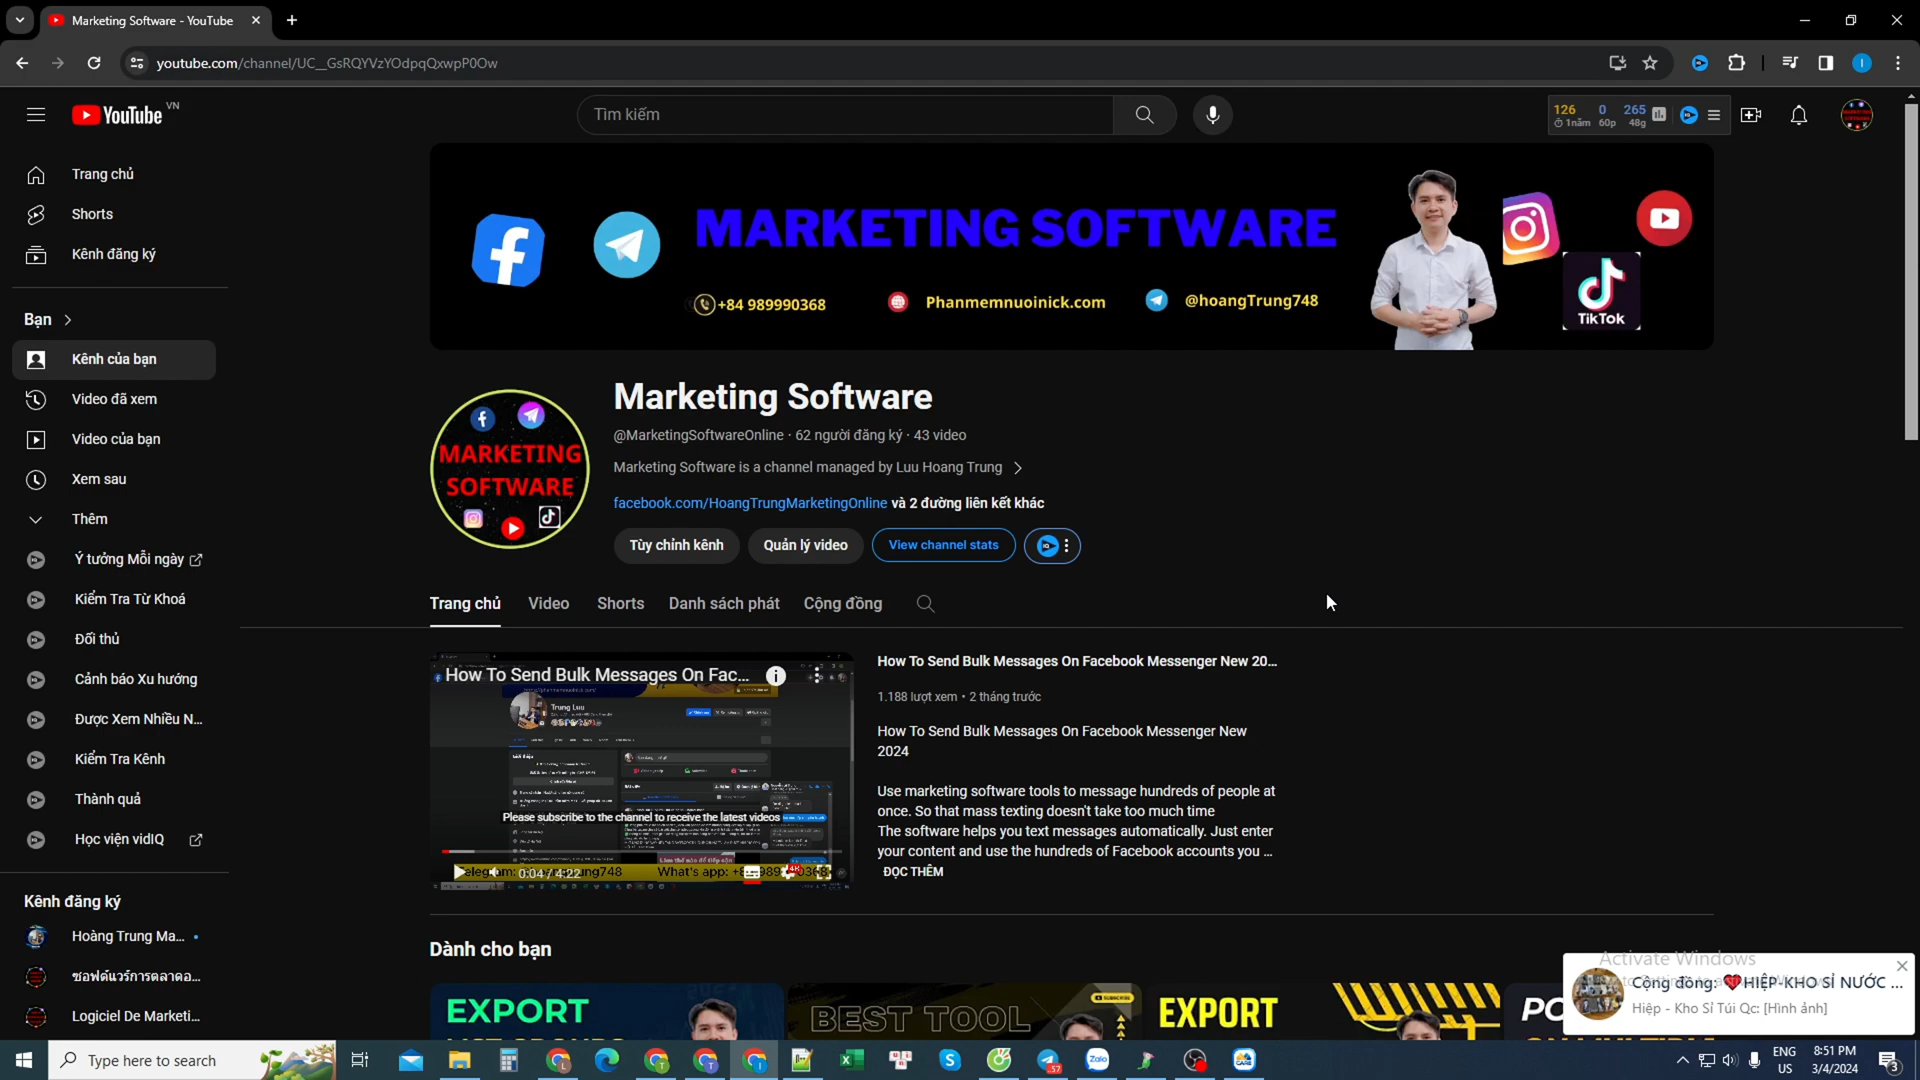 Marketing Software - YouTube
youtube.com/channel/UC__GsRQYVzYOdpqQxwpP0Ow
YouTube VN
Tìm kiếm
126 0 265
1năm 60p 48g
Trang chủ
Shorts
Kênh đăng ký
Bạn
Kênh của bạn
Video đã xem
Video của bạn
Xem sau
Thêm
Ý tưởng Mỗi ngày
Kiểm Tra Từ Khoá
Đối thủ
Cảnh báo Xu hướng
Được Xem Nhiều N...
Kiểm Tra Kênh
Thành quả
Học viện vidIQ
Kênh đăng ký
Hoàng Trung Ma...
ซอฟต์แวร์การตลาดอ...
Logiciel De Marketi...
MARKETING SOFTWARE
+84 989990368
Phanmemnuoinick.com
@hoangTrung748
TikTok
MARKETING
SOFTWARE
Marketing Software
@MarketingSoftwareOnline · 62 người đăng ký · 43 video
Marketing Software is a channel managed by Luu Hoang Trung
facebook.com/HoangTrungMarketingOnline và 2 đường liên kết khác
Tùy chỉnh kênh
Quản lý video
View channel stats
Trang chủ
Video
Shorts
Danh sách phát
Cộng đồng
How To Send Bulk Messages On Fac...
Trung Luu
Please subscribe to the channel to receive the latest videos
0:04 / 4:22
What's app:
How To Send Bulk Messages On Facebook Messenger New 20...
1.188 lượt xem • 2 tháng trước
How To Send Bulk Messages On Facebook Messenger New
2024
Use marketing software tools to message hundreds of people at
once. So that mass texting doesn't take too much time
The software helps you text messages automatically. Just enter
your content and use the hundreds of Facebook accounts you ...
ĐỌC THÊM
Dành cho bạn
EXPORT
BEST TOOL
SUBSCRIBE
EXPORT
Activate Windows
Cộng đồng: ❤️HIỆP-KHO SỈ NƯỚC ...
Hiệp - Kho Sỉ Túi Qc: [Hình ảnh]
Type here to search
57
Zalo
ENG
US
8:51 PM
3/4/2024
3